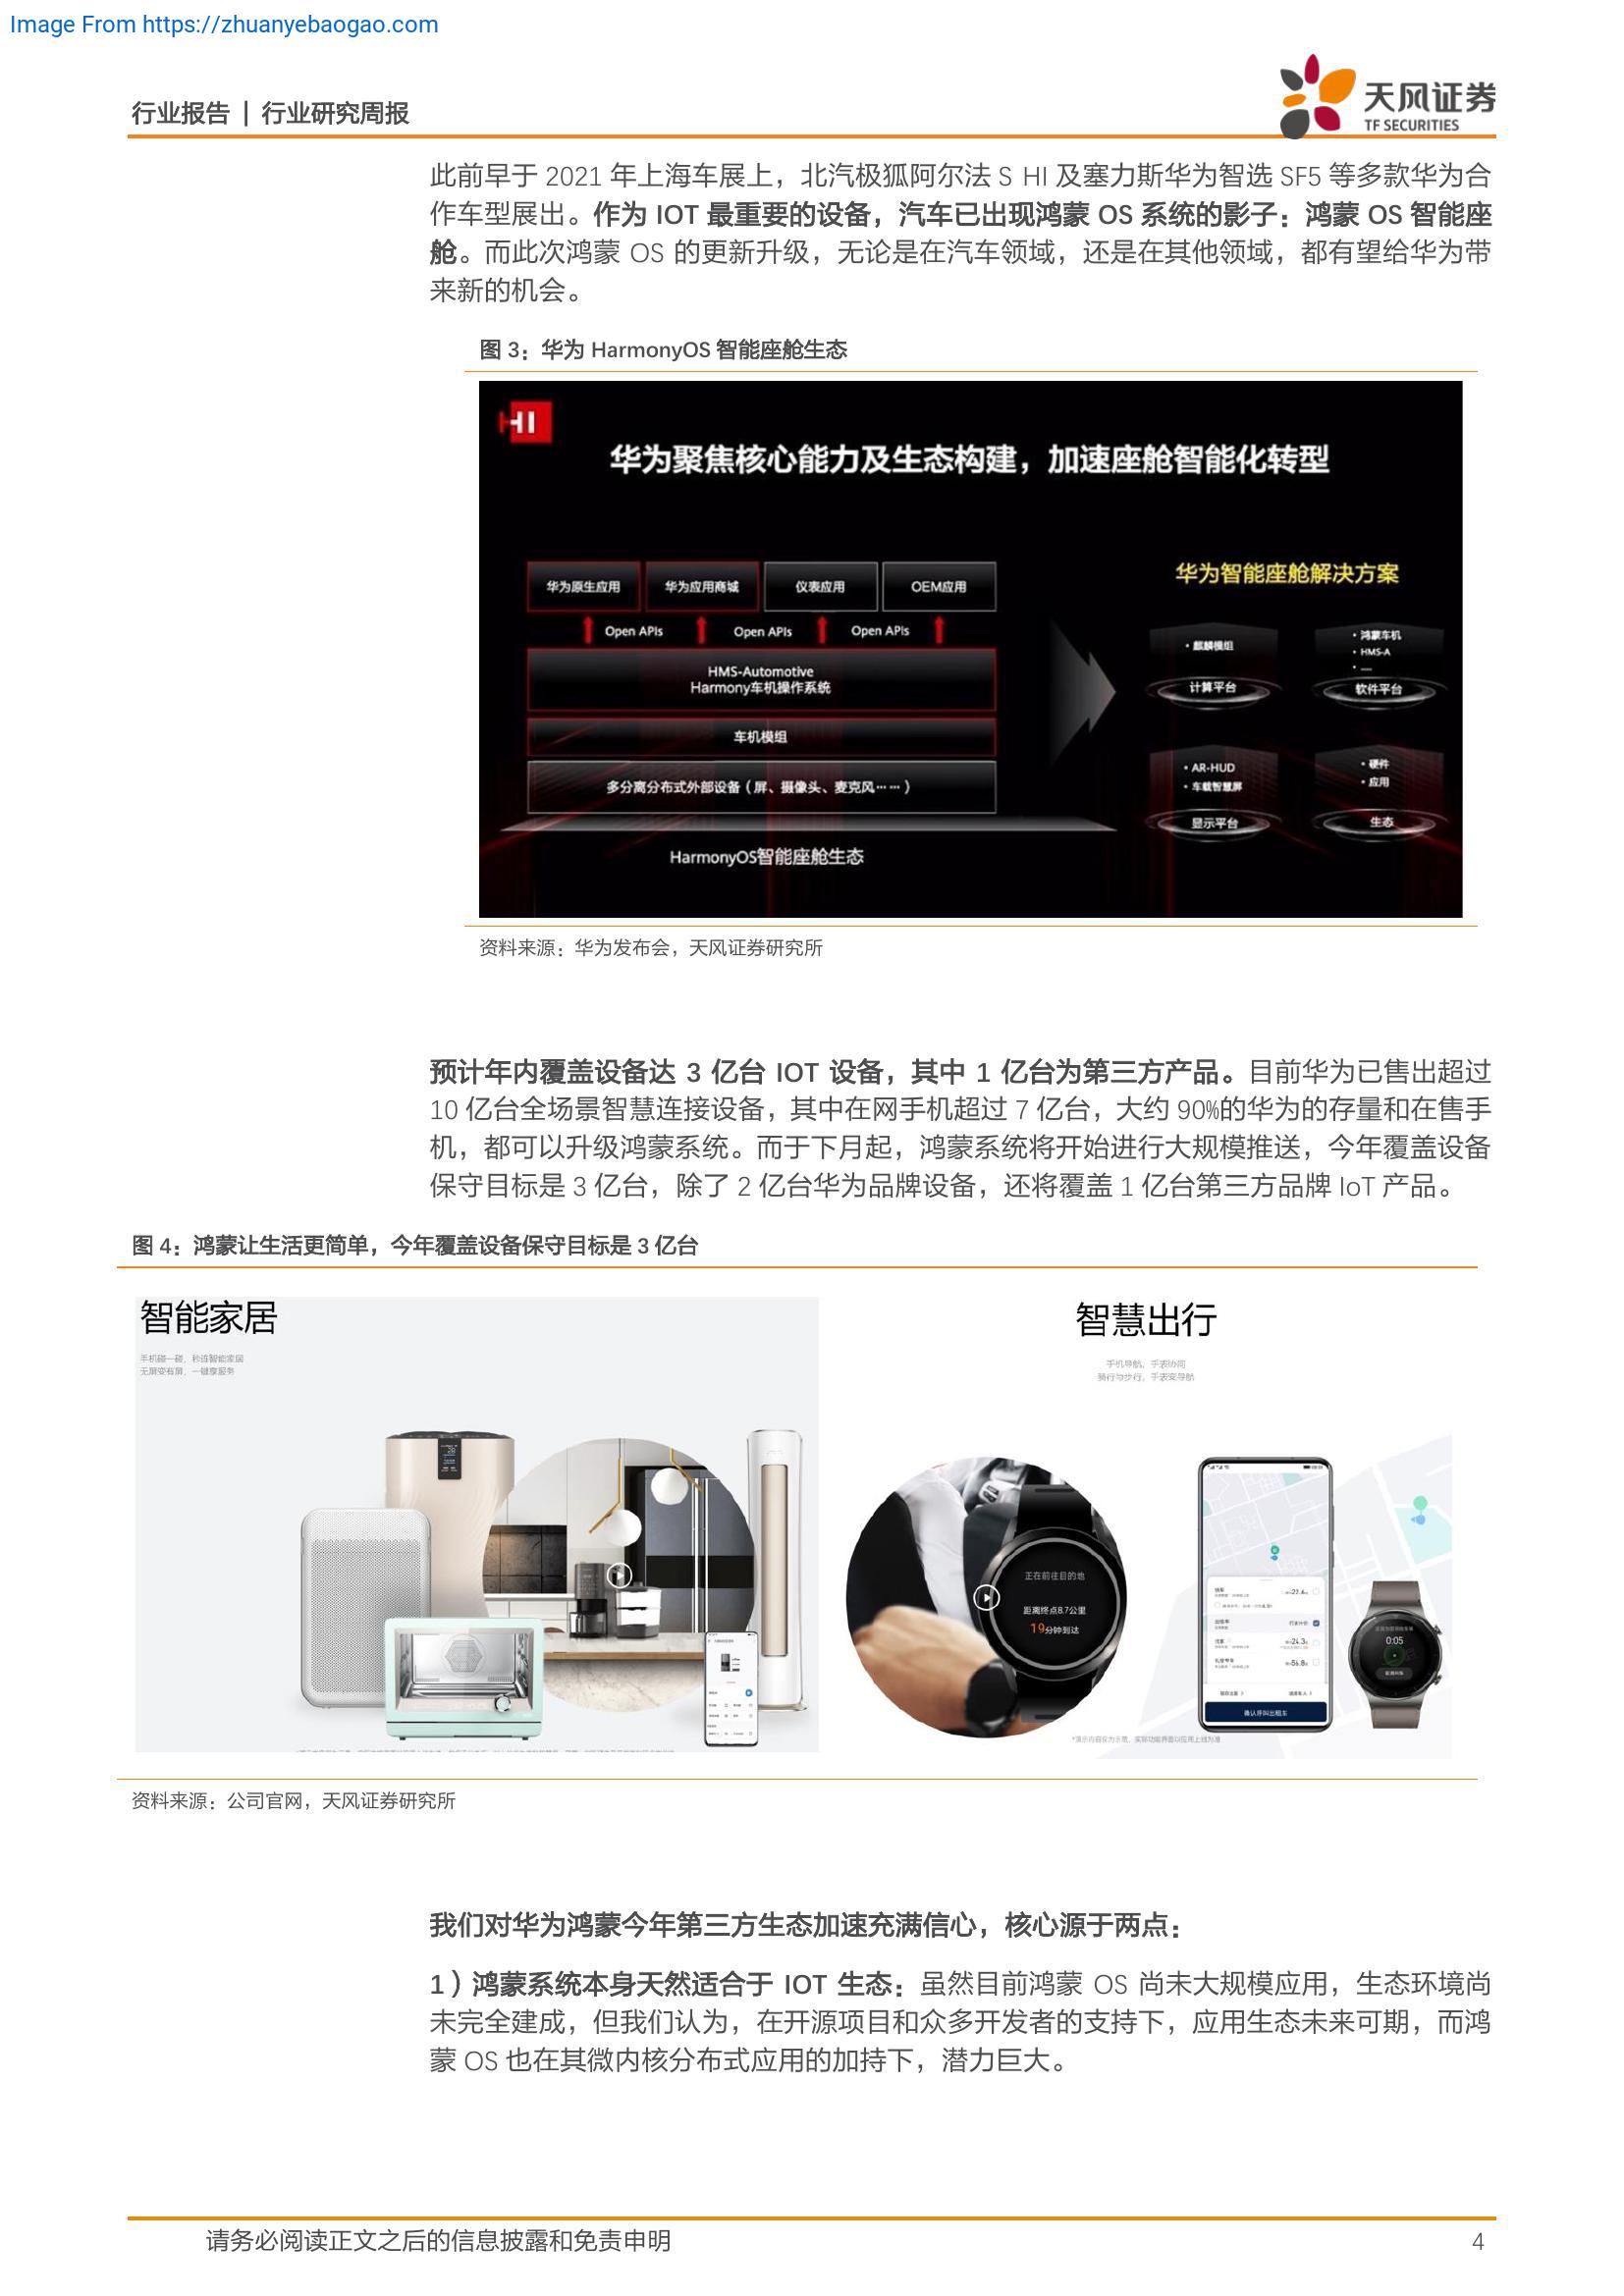 Image From https://zhuanyebaogao.com
行业报告 | 行业研究周报
天风证券
TF SECURITIES
此前早于 2021 年上海车展上，北汽极狐阿尔法 S HI 及塞力斯华为智选 SF5 等多款华为合
作车型展出。作为 IOT 最重要的设备，汽车已出现鸿蒙 OS 系统的影子：鸿蒙 OS 智能座
舱。而此次鸿蒙 OS 的更新升级，无论是在汽车领域，还是在其他领域，都有望给华为带
来新的机会。
图 3：华为 HarmonyOS 智能座舱生态
HI
华为聚焦核心能力及生态构建，加速座舱智能化转型
华为原生应用 华为应用商城 仪表应用 OEM应用
Open APIs Open APIs Open APIs
HMS-Automotive
Harmony车机操作系统
车机模组
多分离分布式外部设备（屏、摄像头、麦克风……）
HarmonyOS智能座舱生态
华为智能座舱解决方案
• 麒麟模组
计算平台
• 鸿蒙车机
• HMS-A
• ...
软件平台
• AR-HUD
• 车载智慧屏
显示平台
• 硬件
• 应用
生态
资料来源：华为发布会，天风证券研究所
预计年内覆盖设备达 3 亿台 IOT 设备，其中 1 亿台为第三方产品。目前华为已售出超过
10 亿台全场景智慧连接设备，其中在网手机超过 7 亿台，大约 90%的华为的存量和在售手
机，都可以升级鸿蒙系统。而于下月起，鸿蒙系统将开始进行大规模推送，今年覆盖设备
保守目标是 3 亿台，除了 2 亿台华为品牌设备，还将覆盖 1 亿台第三方品牌 IoT 产品。
图 4：鸿蒙让生活更简单，今年覆盖设备保守目标是 3 亿台
智能家居
手机碰一碰，秒连智能家居
无屏变有屏，一键享服务
智慧出行
手机导航，手表协同
骑行与步行，手表变导航
正在前往目的地
距离终点8.7公里
19分钟到达
确认呼叫出租车
0:05
*演示内容仅为示意，实际功能界面以应用上线为准
资料来源：公司官网，天风证券研究所
我们对华为鸿蒙今年第三方生态加速充满信心，核心源于两点：
1）鸿蒙系统本身天然适合于 IOT 生态：虽然目前鸿蒙 OS 尚未大规模应用，生态环境尚
未完全建成，但我们认为，在开源项目和众多开发者的支持下，应用生态未来可期，而鸿
蒙 OS 也在其微内核分布式应用的加持下，潜力巨大。
请务必阅读正文之后的信息披露和免责申明
4